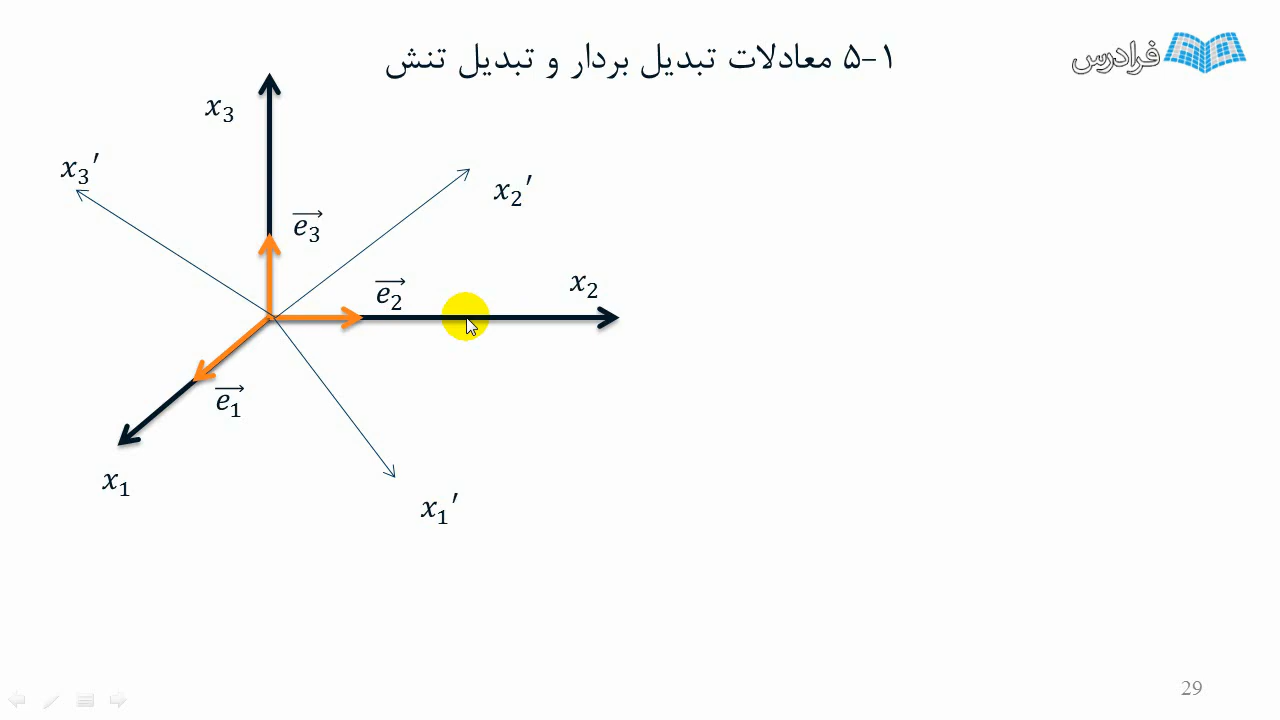 ۵-۱ معادلات تبدیل بردار و تبدیل تنش
فرادرس
x₃
x₃′
x₂′
e₃⃗
x₂
e₂⃗
e₁⃗
x₁
x₁′
29